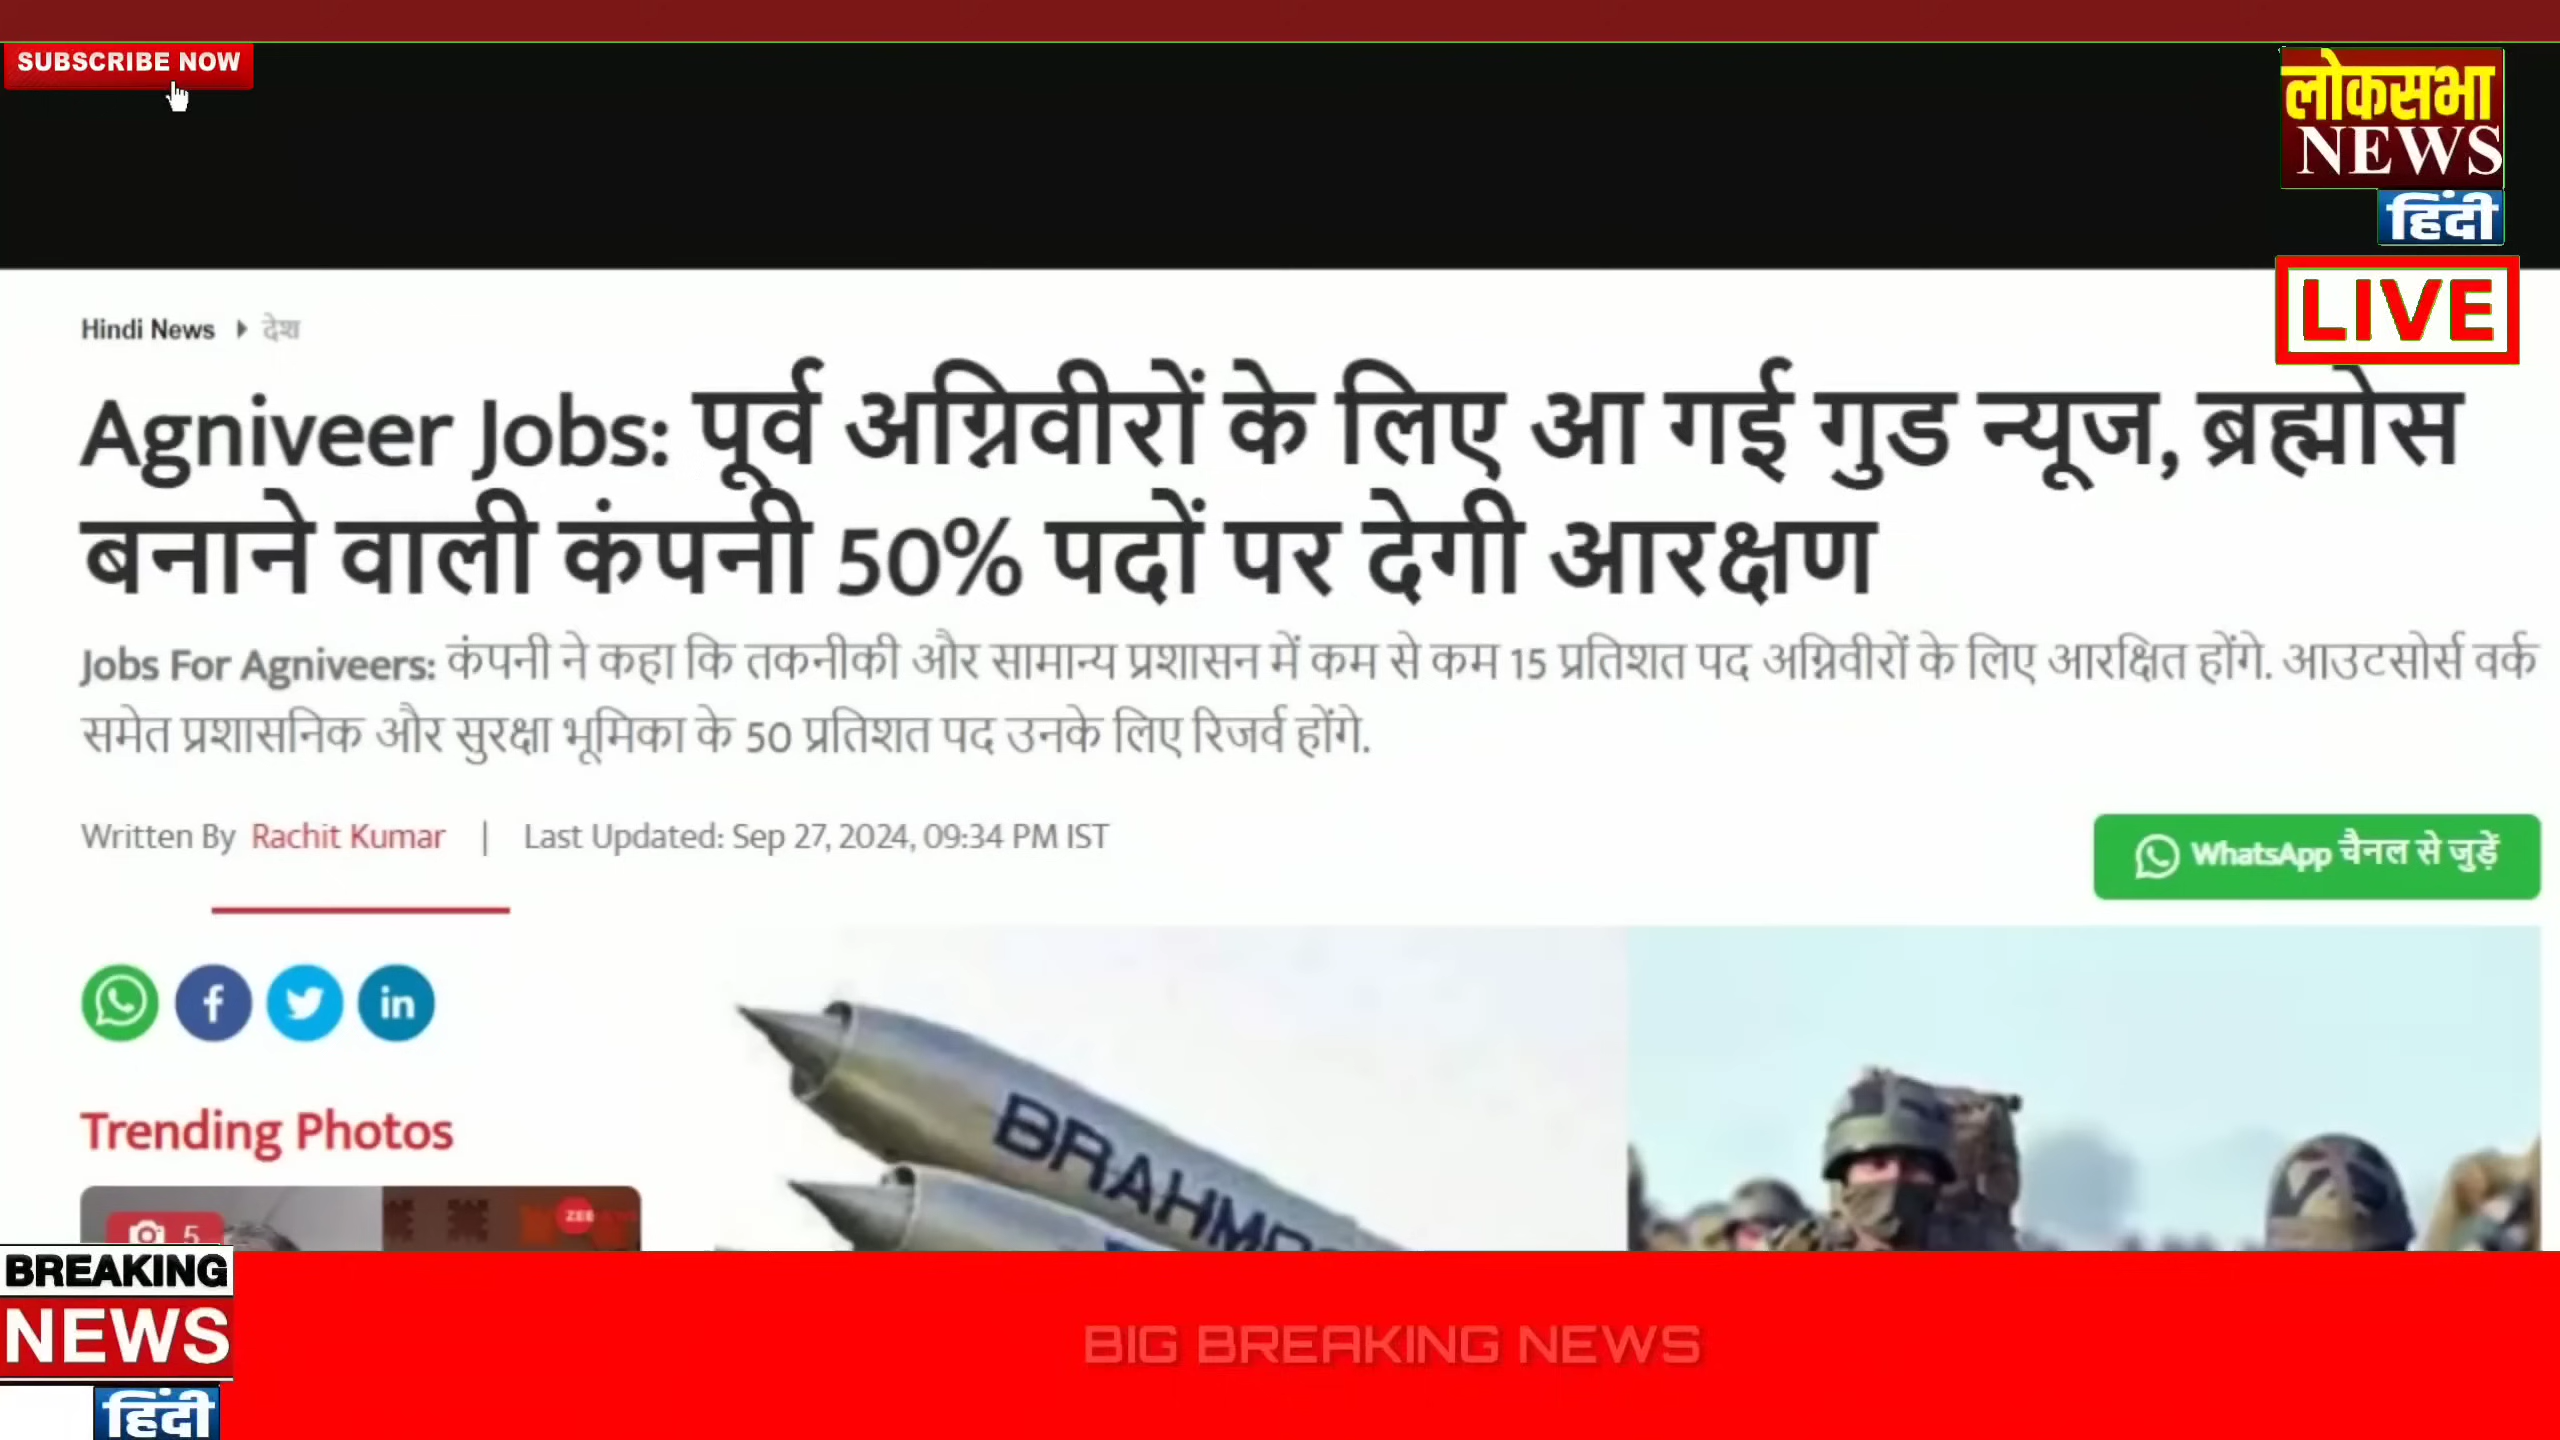 SUBSCRIBE NOW
लोकसभा
NEWS
हिंदी
LIVE
Hindi News
देश
Agniveer Jobs: पूर्व अग्निवीरों के लिए आ गई गुड न्यूज, ब्रह्मोस
बनाने वाली कंपनी 50% पदों पर देगी आरक्षण
Jobs For Agniveers: कंपनी ने कहा कि तकनीकी और सामान्य प्रशासन में कम से कम 15 प्रतिशत पद अग्निवीरों के लिए आरक्षित होंगे. आउटसोर्स वर्क
समेत प्रशासनिक और सुरक्षा भूमिका के 50 प्रतिशत पद उनके लिए रिजर्व होंगे.
Written By Rachit Kumar | Last Updated: Sep 27, 2024, 09:34 PM IST
WhatsApp चैनल से जुड़ें
Trending Photos
5
ZEE
BRAHMO
BREAKING
NEWS
हिंदी
BIG BREAKING NEWS